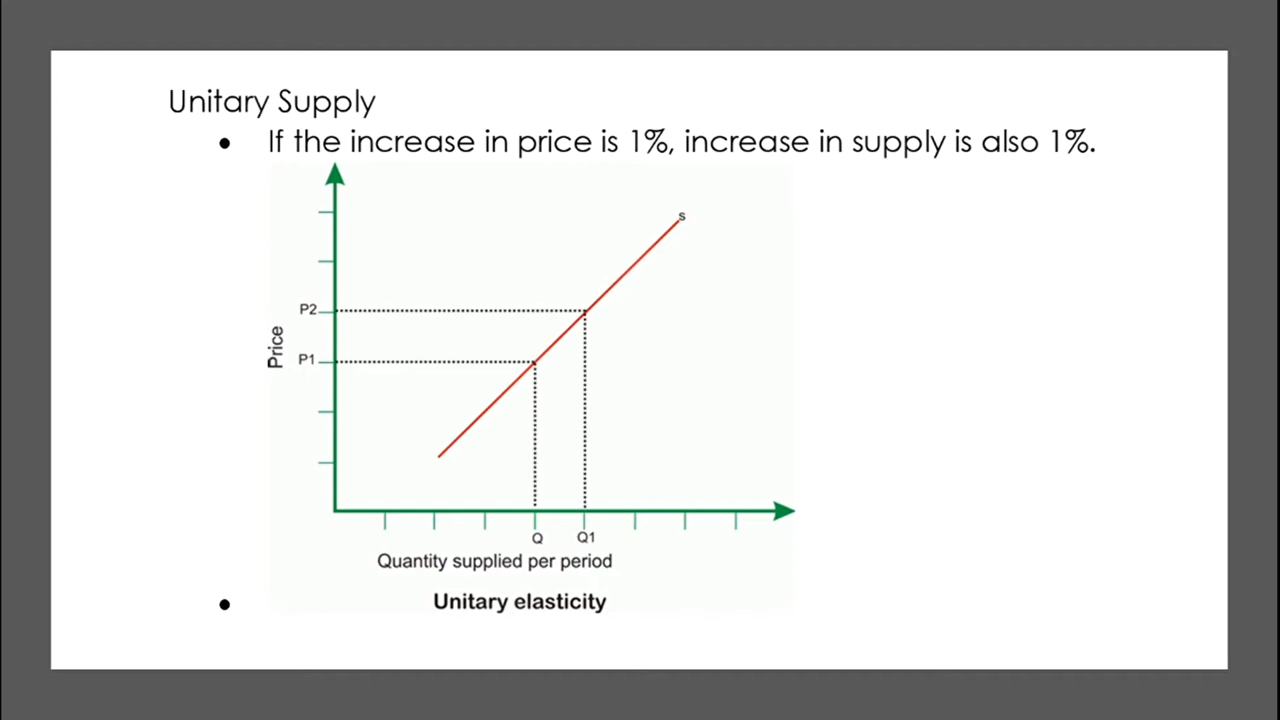 Unitary Supply
• If the increase in price is 1%, increase in supply is also 1%.
s
P2
P1
Price
Q Q1
Quantity supplied per period
• Unitary elasticity